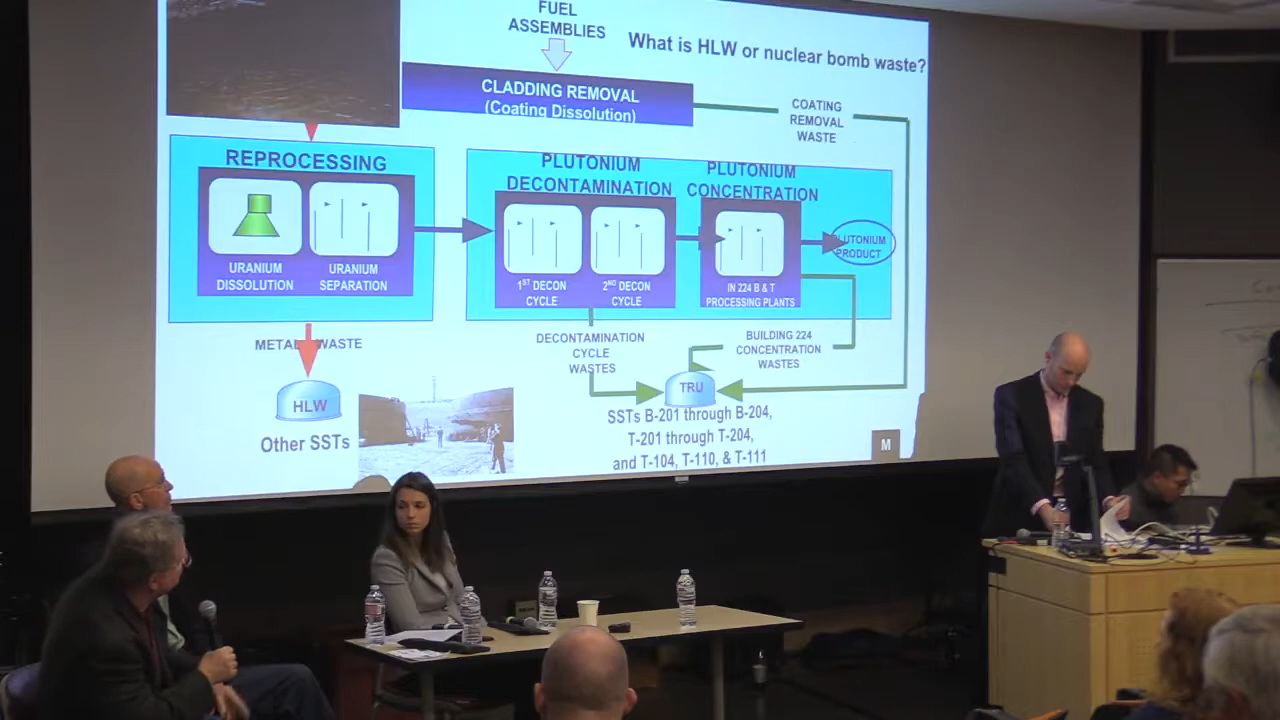 FUEL
ASSEMBLIES
What is HLW or nuclear bomb waste?
CLADDING REMOVAL
(Coating Dissolution)
COATING
REMOVAL
WASTE
REPROCESSING
URANIUM
DISSOLUTION
URANIUM
SEPARATION
PLUTONIUM
DECONTAMINATION
1ST DECON
CYCLE
2ND DECON
CYCLE
PLUTONIUM
CONCENTRATION
IN 224 B & T
PROCESSING PLANTS
PLUTONIUM
PRODUCT
METAL WASTE
HLW
Other SSTs
DECONTAMINATION
CYCLE
WASTES
BUILDING 224
CONCENTRATION
WASTES
TRU
SSTs B-201 through B-204,
T-201 through T-204,
and T-104, T-110, & T-111
M